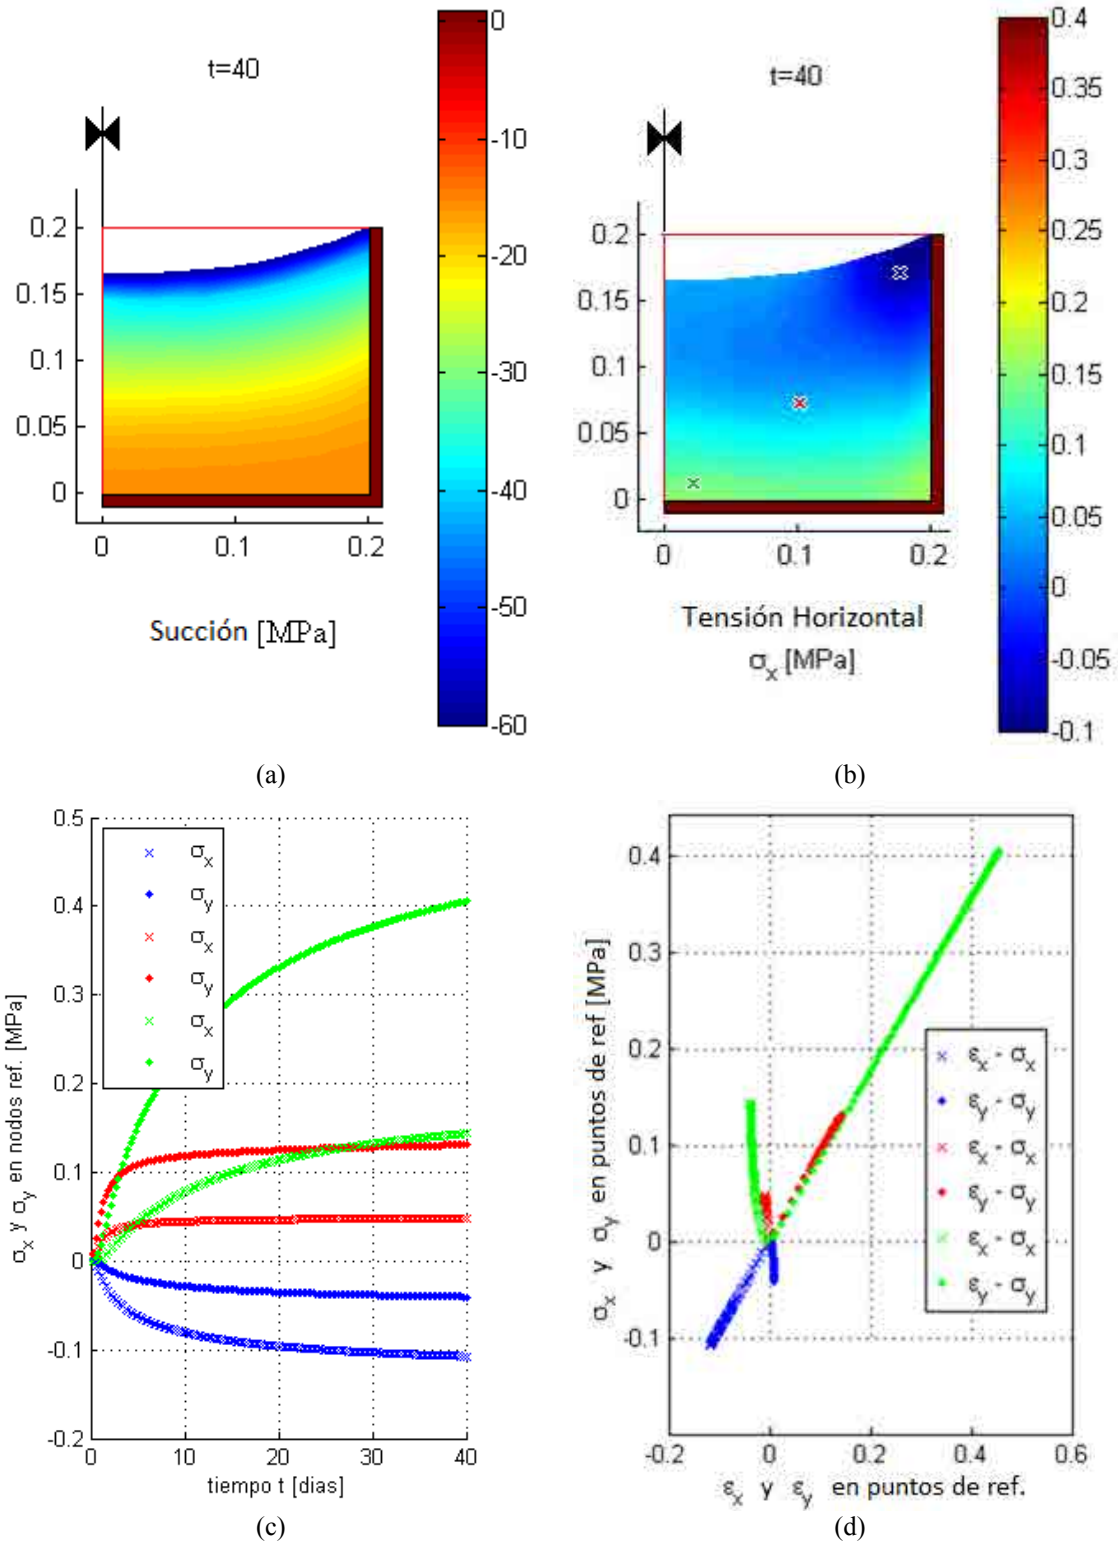 t=40
0
-10
-20
-30
-40
-50
-60
0.2
0.15
0.1
0.05
0
0 0.1 0.2
Succión [MPa]
(a)
t=40
0.4
0.35
0.3
0.25
0.2
0.15
0.1
0.05
0
-0.05
-0.1
0.2
0.15
0.1
0.05
0
0 0.1 0.2
Tensión Horizontal
σx [MPa]
(b)
σx y σy en nodos ref. [MPa]
0.5
0.4
0.3
0.2
0.1
0
-0.1
-0.2
σx
σy
σx
σy
σx
σy
0 10 20 30 40
tiempo t [dias]
(c)
σx y σy en puntos de ref [MPa]
0.4
0.3
0.2
0.1
0
-0.1
εx - σx
εy - σy
εx - σx
εy - σy
εx - σx
εy - σy
-0.2 0 0.2 0.4 0.6
εx y εy en puntos de ref.
(d)